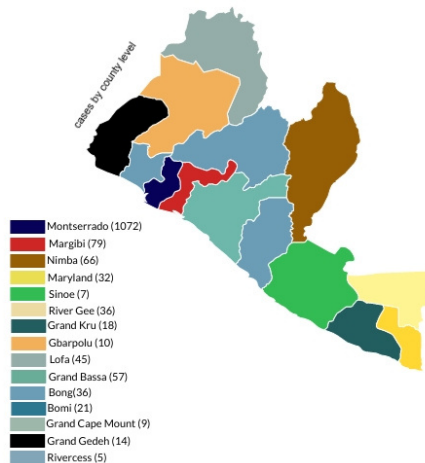 cases by county level
Montserrado (1072)
Margibi (79)
Nimba (66)
Maryland (32)
Sinoe (7)
River Gee (36)
Grand Kru (18)
Gbarpolu (10)
Lofa (45)
Grand Bassa (57)
Bong(36)
Bomi (21)
Grand Cape Mount (9)
Grand Gedeh (14)
Rivercess (5)